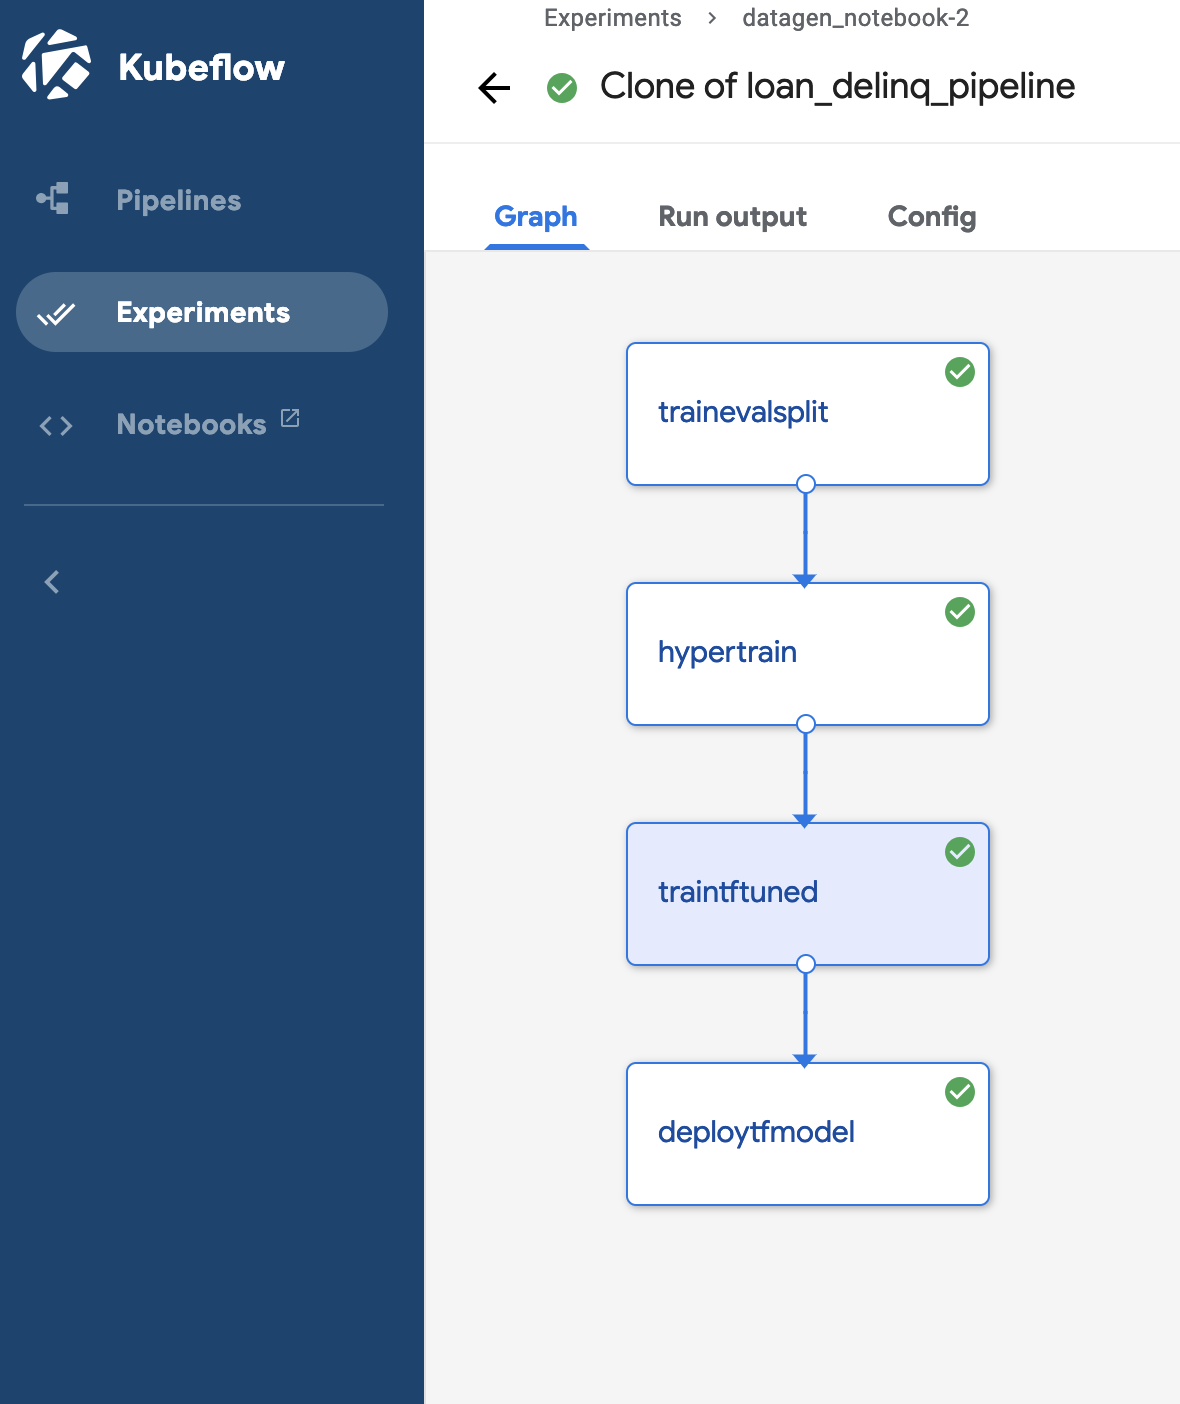 Kubeflow
Pipelines
Experiments
Notebooks
Experiments > datagen_notebook-2
Clone of loan_delinq_pipeline
Graph Run output Config
trainevalsplit
hypertrain
traintftuned
deploytfmodel